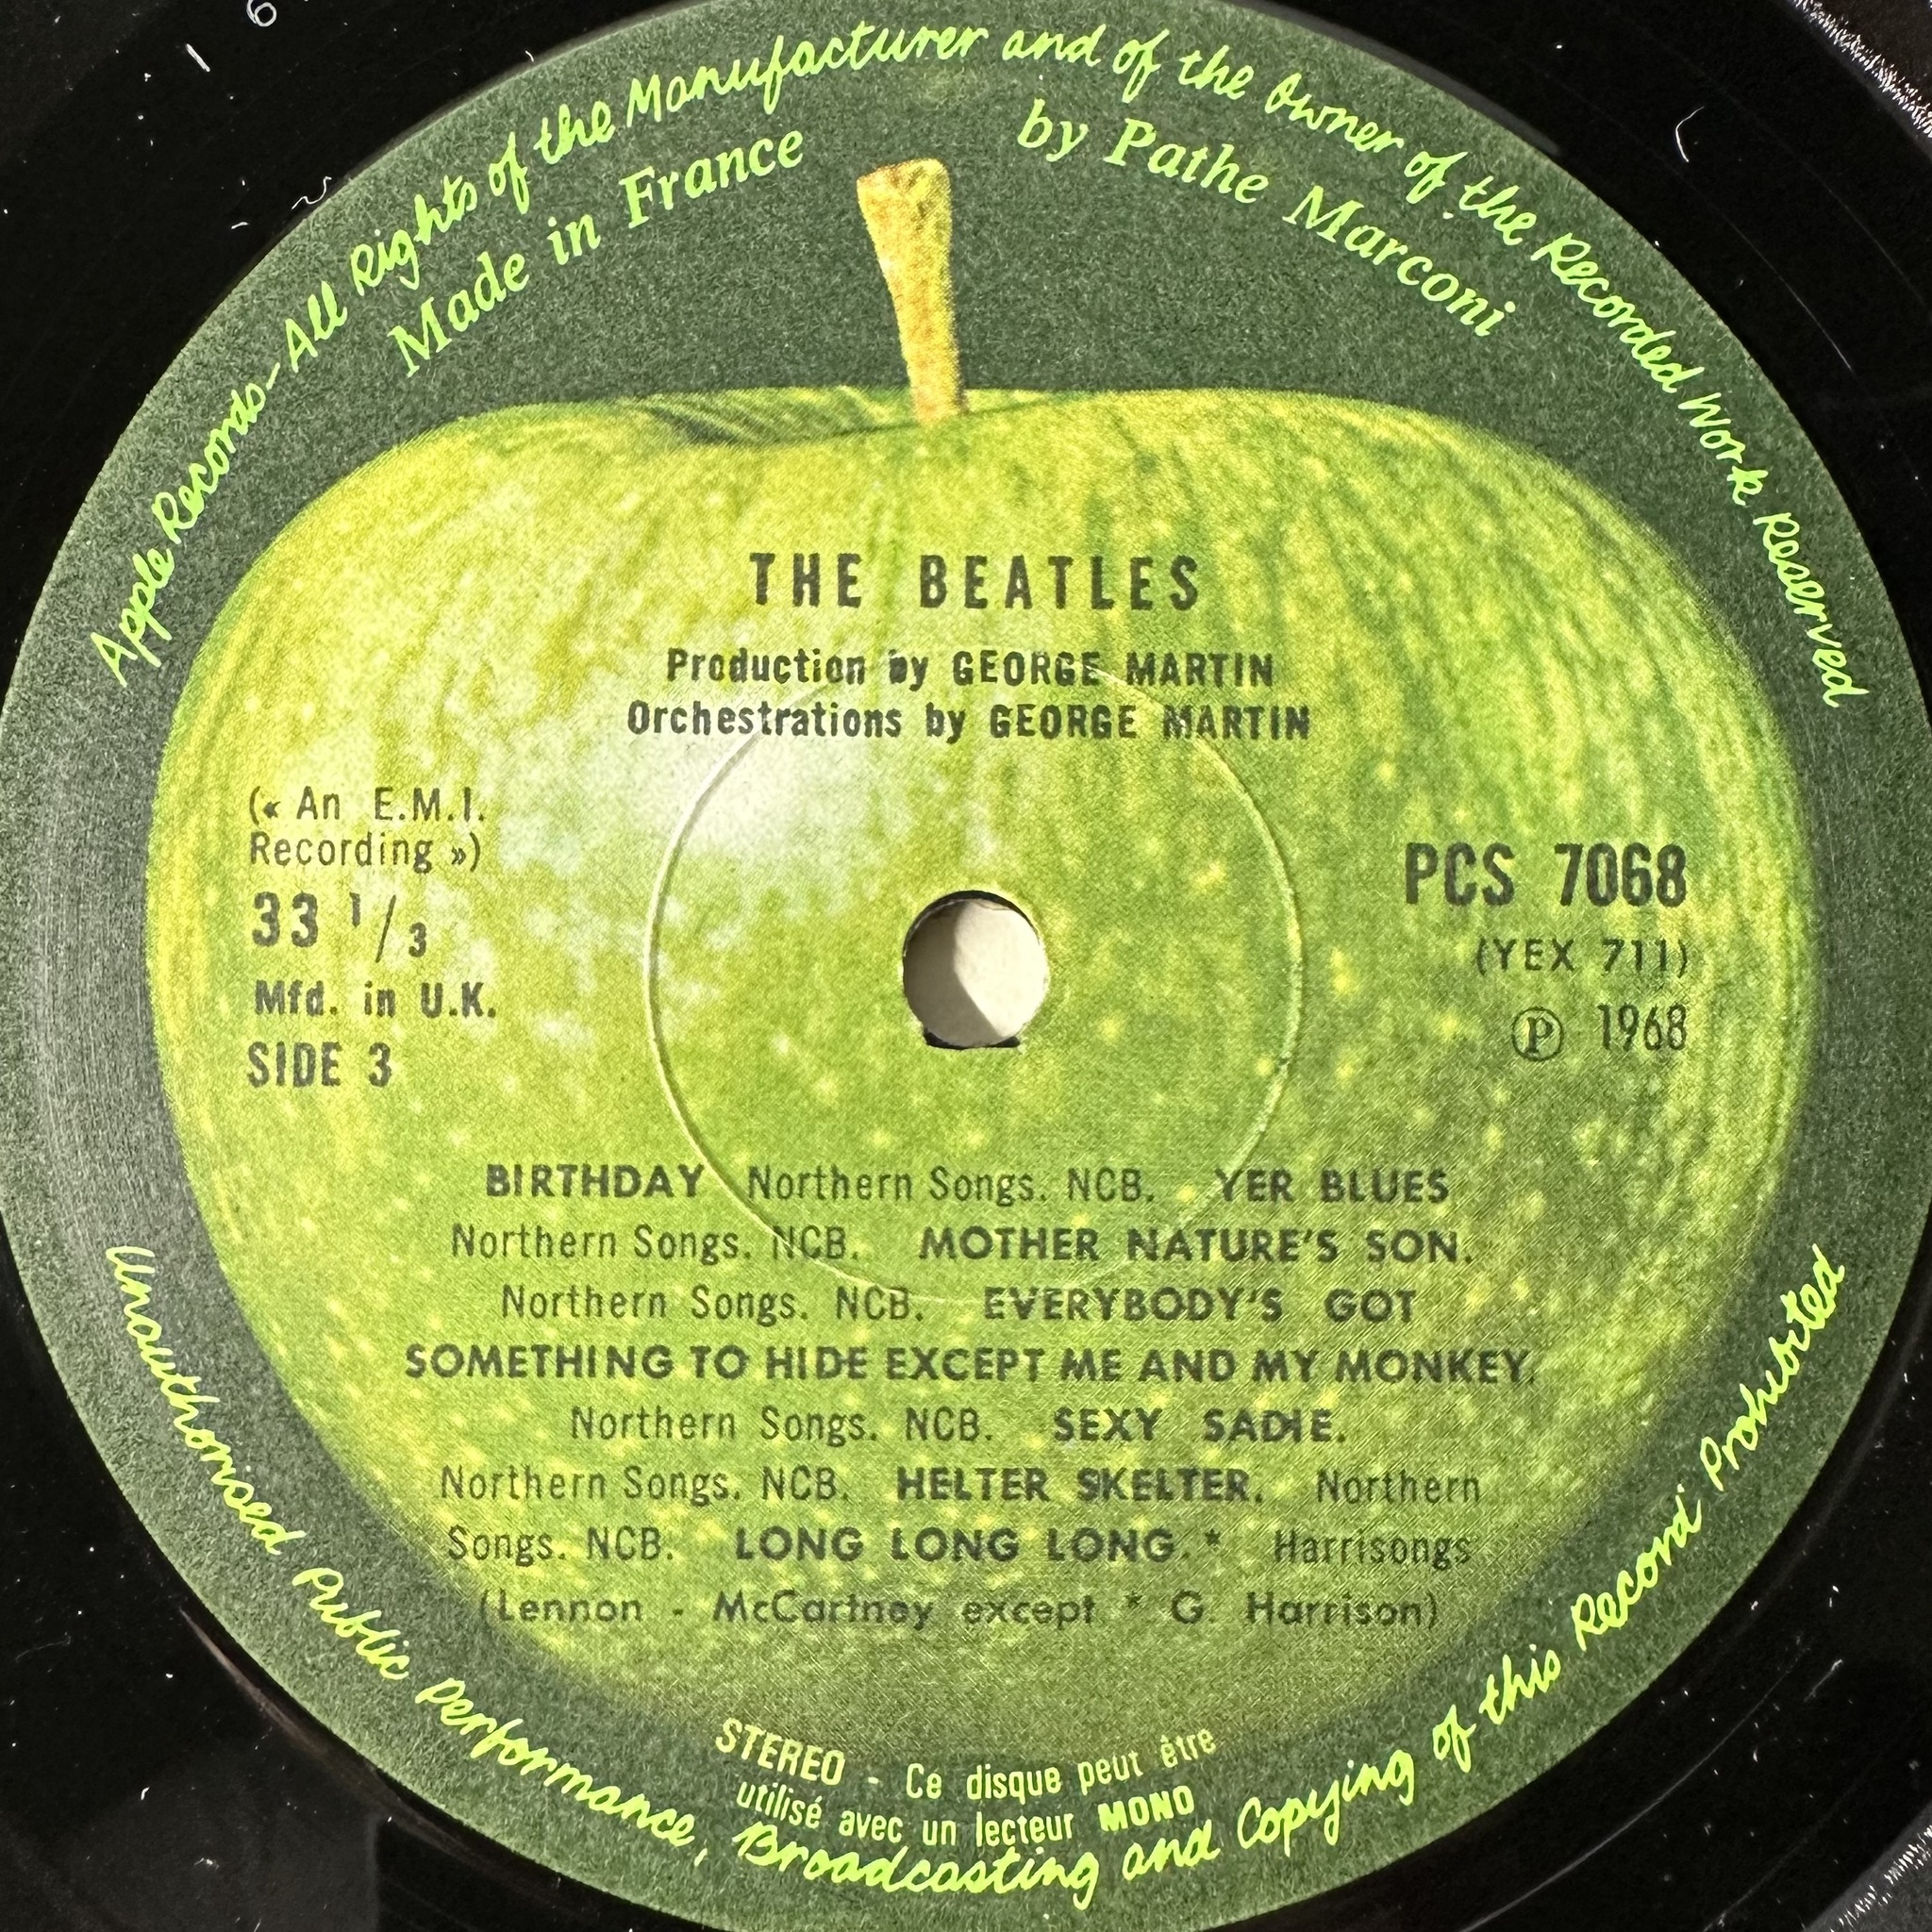 6
Apple Records - All Rights of the Manufacturer and of the Owner of the Recorded Work Reserved
Made in France by Pathe Marconi
THE BEATLES
Production by GEORGE MARTIN
Orchestrations by GEORGE MARTIN
(« An E.M.I.
Recording »)
33 1/3
Mfd. in U.K.
SIDE 3
PCS 7068
(YEX 711)
Ⓟ 1968
BIRTHDAY Northern Songs. NCB. YER BLUES
Northern Songs. NCB. MOTHER NATURE'S SON.
Northern Songs. NCB. EVERYBODY'S GOT
SOMETHING TO HIDE EXCEPT ME AND MY MONKEY.
Northern Songs. NCB. SEXY SADIE.
Northern Songs. NCB. HELTER SKELTER. Northern
Songs. NCB. LONG LONG LONG.* Harrisongs
(Lennon - McCartney except * G. Harrison)
STEREO - Ce disque peut être
utilisé avec un lecteur MONO
Unauthorised Public Performance, Broadcasting and Copying of this Record Prohibited